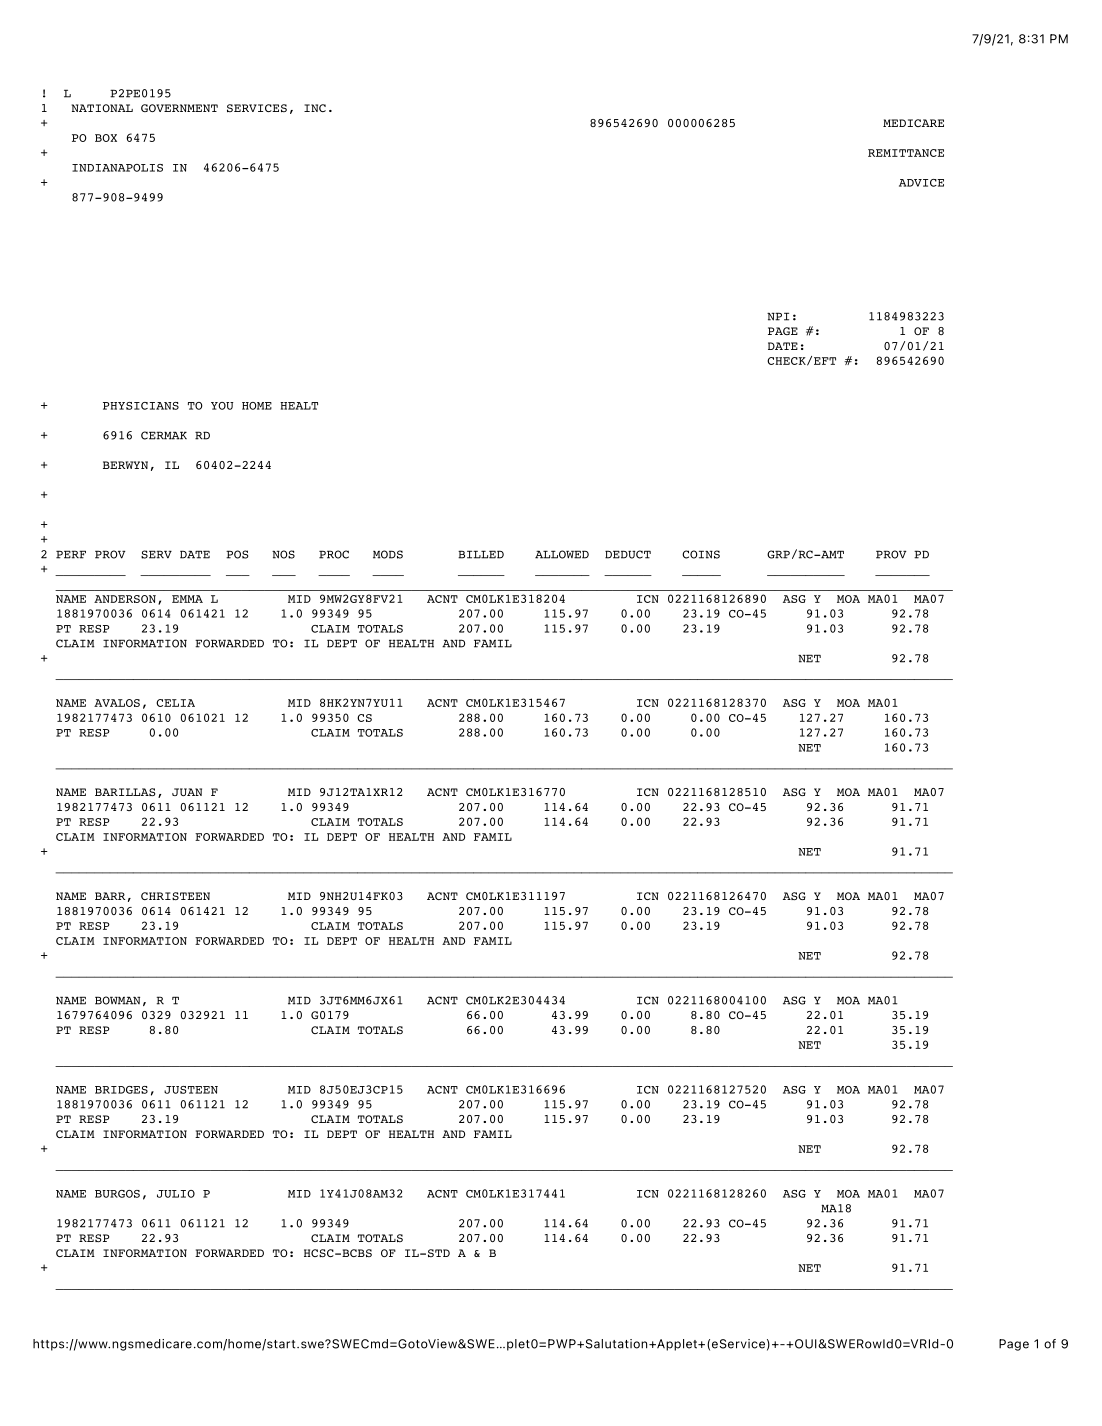 7/9/21, 8:31 PM
! L P2PE0195
1 NATIONAL GOVERNMENT SERVICES, INC.
+ 896542690 000006285 MEDICARE
PO BOX 6475
+ REMITTANCE
INDIANAPOLIS IN 46206-6475
+ ADVICE
877-908-9499
NPI: 1184983223
PAGE #: 1 OF 8
DATE: 07/01/21
CHECK/EFT #: 896542690
+ PHYSICIANS TO YOU HOME HEALT
+ 6916 CERMAK RD
+ BERWYN, IL 60402-2244
+
+
+
2 PERF PROV SERV DATE POS NOS PROC MODS BILLED ALLOWED DEDUCT COINS GRP/RC-AMT PROV PD
+
NAME ANDERSON, EMMA L MID 9MW2GY8FV21 ACNT CM0LK1E318204 ICN 0221168126890 ASG Y MOA MA01 MA07
1881970036 0614 061421 12 1.0 99349 95 207.00 115.97 0.00 23.19 CO-45 91.03 92.78
PT RESP 23.19 CLAIM TOTALS 207.00 115.97 0.00 23.19 91.03 92.78
CLAIM INFORMATION FORWARDED TO: IL DEPT OF HEALTH AND FAMIL
+ NET 92.78
NAME AVALOS, CELIA MID 8HK2YN7YU11 ACNT CM0LK1E315467 ICN 0221168128370 ASG Y MOA MA01
1982177473 0610 061021 12 1.0 99350 CS 288.00 160.73 0.00 0.00 CO-45 127.27 160.73
PT RESP 0.00 CLAIM TOTALS 288.00 160.73 0.00 0.00 127.27 160.73
NET 160.73
NAME BARILLAS, JUAN F MID 9J12TA1XR12 ACNT CM0LK1E316770 ICN 0221168128510 ASG Y MOA MA01 MA07
1982177473 0611 061121 12 1.0 99349 207.00 114.64 0.00 22.93 CO-45 92.36 91.71
PT RESP 22.93 CLAIM TOTALS 207.00 114.64 0.00 22.93 92.36 91.71
CLAIM INFORMATION FORWARDED TO: IL DEPT OF HEALTH AND FAMIL
+ NET 91.71
NAME BARR, CHRISTEEN MID 9NH2U14FK03 ACNT CM0LK1E311197 ICN 0221168126470 ASG Y MOA MA01 MA07
1881970036 0614 061421 12 1.0 99349 95 207.00 115.97 0.00 23.19 CO-45 91.03 92.78
PT RESP 23.19 CLAIM TOTALS 207.00 115.97 0.00 23.19 91.03 92.78
CLAIM INFORMATION FORWARDED TO: IL DEPT OF HEALTH AND FAMIL
+ NET 92.78
NAME BOWMAN, R T MID 3JT6MM6JX61 ACNT CM0LK2E304434 ICN 0221168004100 ASG Y MOA MA01
1679764096 0329 032921 11 1.0 G0179 66.00 43.99 0.00 8.80 CO-45 22.01 35.19
PT RESP 8.80 CLAIM TOTALS 66.00 43.99 0.00 8.80 22.01 35.19
NET 35.19
NAME BRIDGES, JUSTEEN MID 8J50EJ3CP15 ACNT CM0LK1E316696 ICN 0221168127520 ASG Y MOA MA01 MA07
1881970036 0611 061121 12 1.0 99349 95 207.00 115.97 0.00 23.19 CO-45 91.03 92.78
PT RESP 23.19 CLAIM TOTALS 207.00 115.97 0.00 23.19 91.03 92.78
CLAIM INFORMATION FORWARDED TO: IL DEPT OF HEALTH AND FAMIL
+ NET 92.78
NAME BURGOS, JULIO P MID 1Y41J08AM32 ACNT CM0LK1E317441 ICN 0221168128260 ASG Y MOA MA01 MA07
MA18
1982177473 0611 061121 12 1.0 99349 207.00 114.64 0.00 22.93 CO-45 92.36 91.71
PT RESP 22.93 CLAIM TOTALS 207.00 114.64 0.00 22.93 92.36 91.71
CLAIM INFORMATION FORWARDED TO: HCSC-BCBS OF IL-STD A & B
+ NET 91.71
https://www.ngsmedicare.com/home/start.swe?SWECmd=GotoView&SWE…plet0=PWP+Salutation+Applet+(eService)+-+OUI&SWERowId0=VRId-0 Page 1 of 9